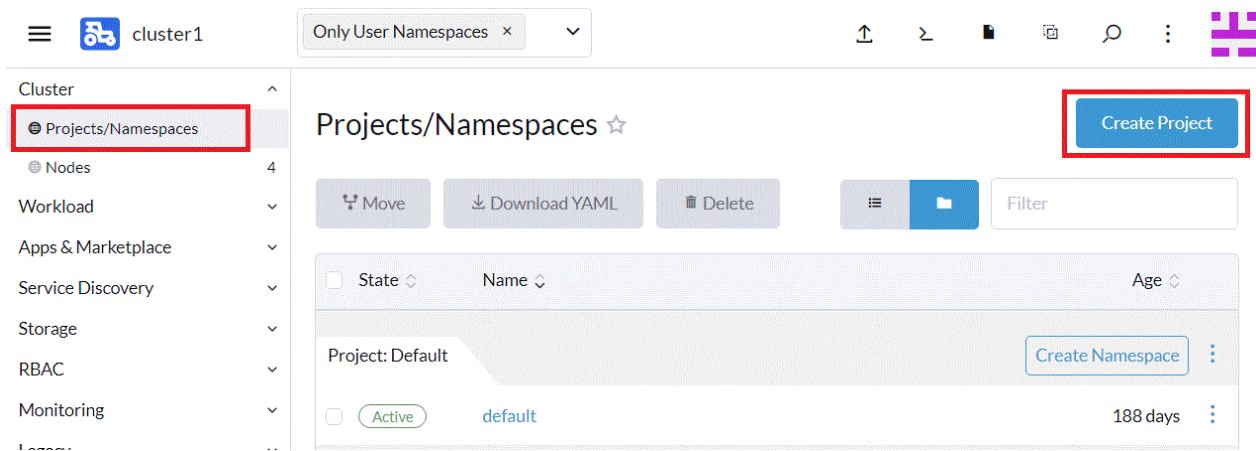 cluster1
Only User Namespaces ×
Cluster
Projects/Namespaces
Nodes 4
Workload
Apps & Marketplace
Service Discovery
Storage
RBAC
Monitoring
Projects/Namespaces
Create Project
Move
Download YAML
Delete
Filter
State Name Age
Project: Default
Create Namespace
Active default 188 days